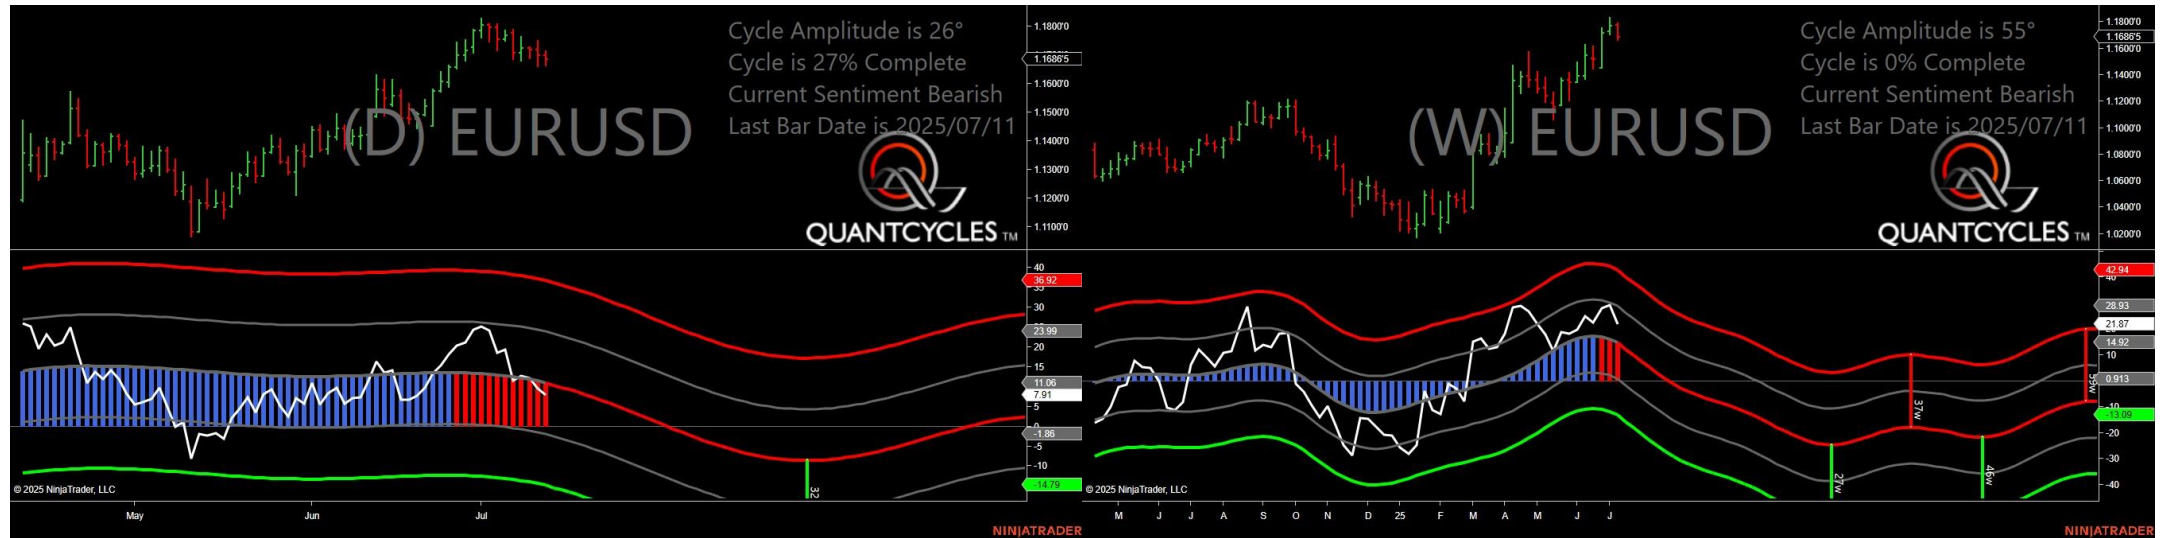 Cycle Amplitude is 26°
Cycle is 27% Complete
Current Sentiment Bearish
Last Bar Date is 2025/07/11
(D) EURUSD
QUANTCYCLES TM
1.1800'0
1.1686'5
1.1600'0
1.1500'0
1.1400'0
1.1300'0
1.1200'0
1.1100'0
40
36.92
35
30
23.99
20
15
11.06
7.91
5
0
-1.86
-5
-10
-14.79
32
© 2025 NinjaTrader, LLC
May
Jun
Jul
NINJATRADER
Cycle Amplitude is 55°
Cycle is 0% Complete
Current Sentiment Bearish
Last Bar Date is 2025/07/11
(W) EURUSD
QUANTCYCLES TM
1.1800'0
1.1686'5
1.1600'0
1.1400'0
1.1200'0
1.1000'0
1.0800'0
1.0600'0
1.0400'0
1.0200'0
42.94
40
28.93
21.87
14.92
10
0.913
-10
-13.09
-20
-30
-40
27w
37w
46w
59w
© 2025 NinjaTrader, LLC
M
J
J
A
S
O
N
D
25
F
M
A
M
J
J
NINJATRADER